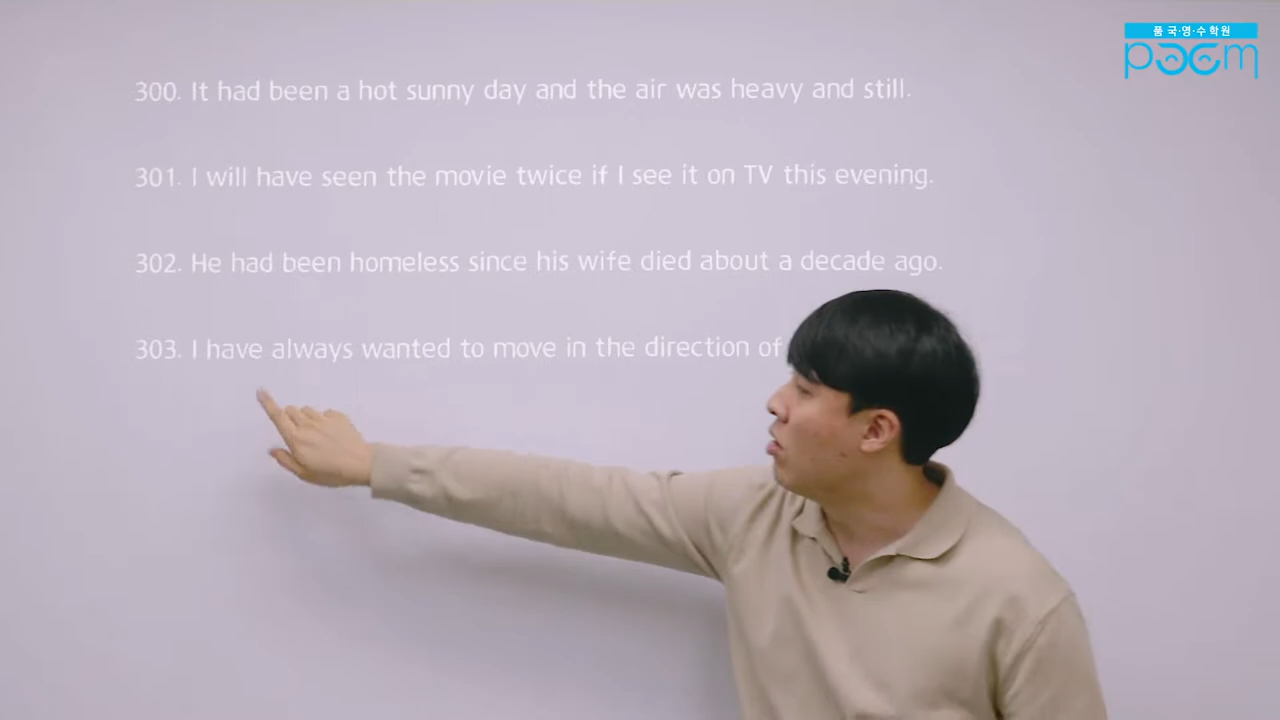 품 국·영·수 학원
poem
300. It had been a hot sunny day and the air was heavy and still.
301. I will have seen the movie twice if I see it on TV this evening.
302. He had been homeless since his wife died about a decade ago.
303. I have always wanted to move in the direction of